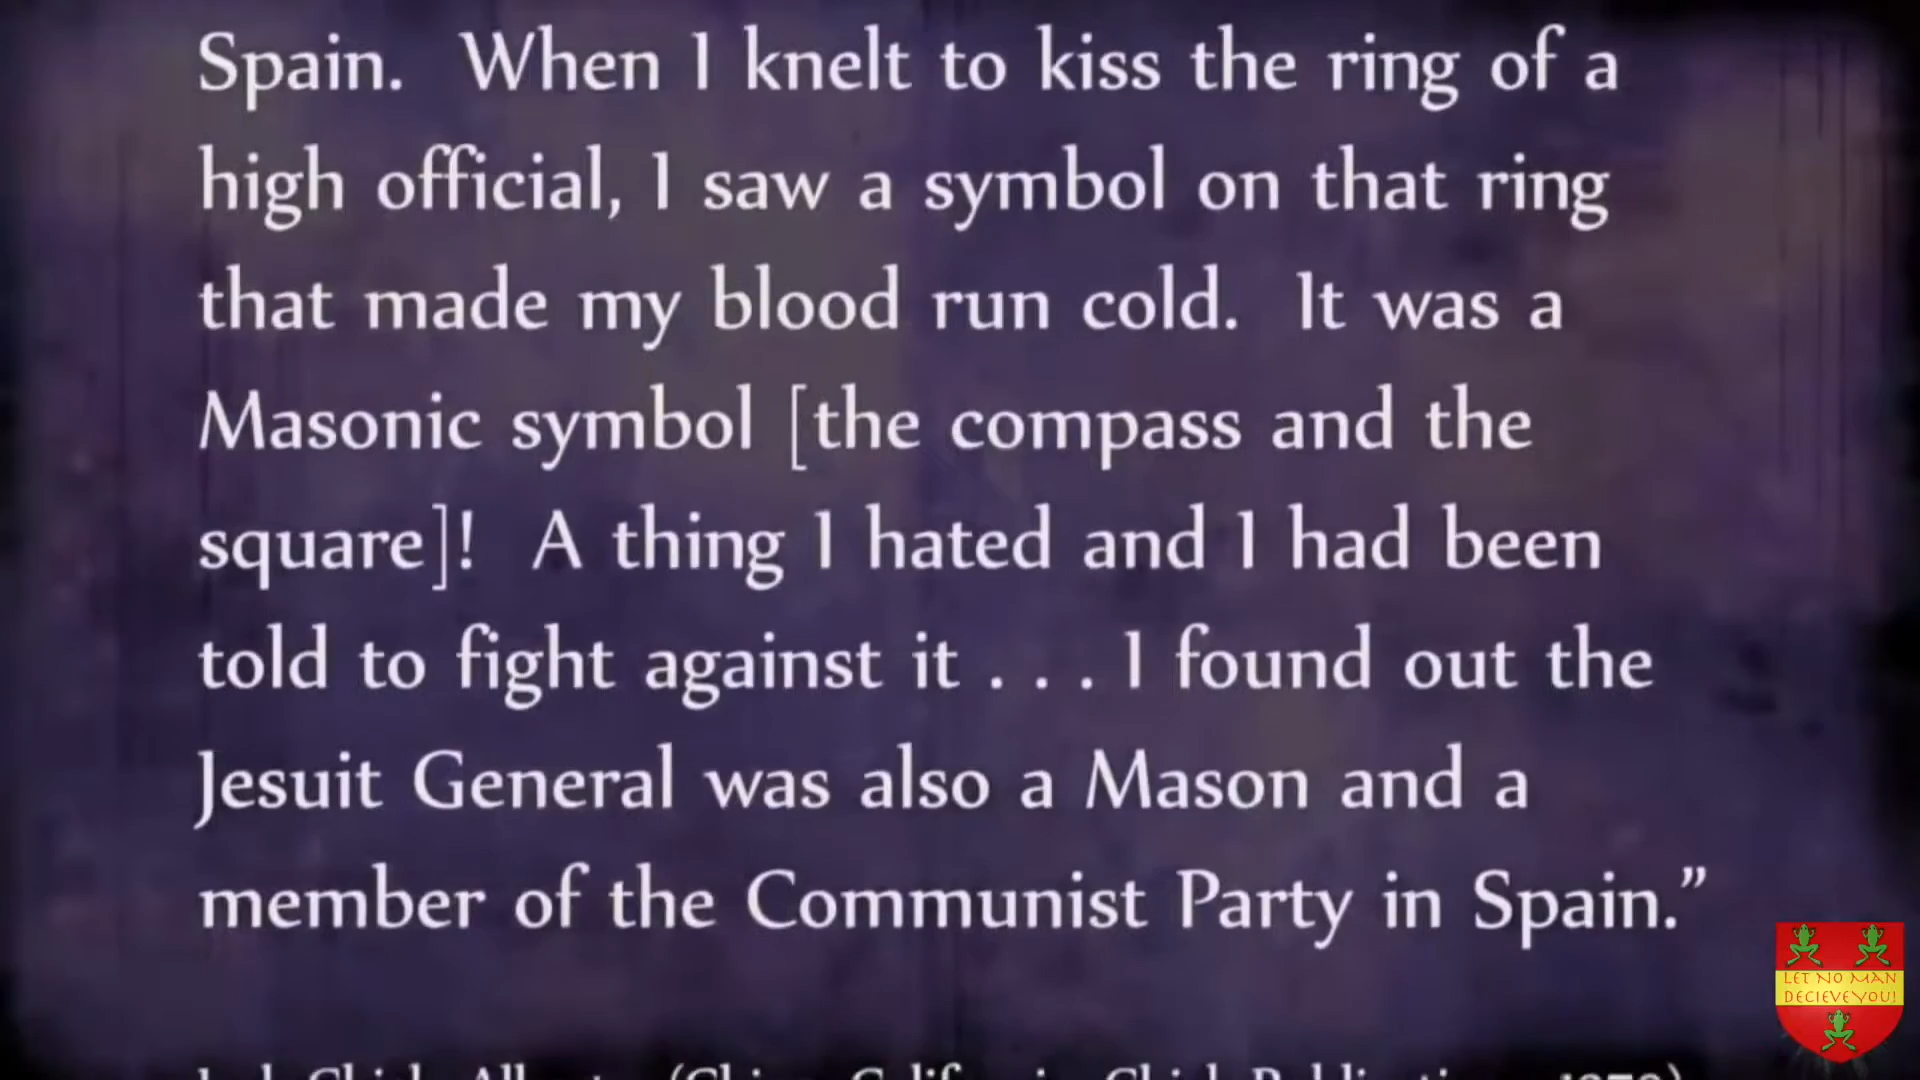 Spain. When I knelt to kiss the ring of a
high official, I saw a symbol on that ring
that made my blood run cold. It was a
Masonic symbol [the compass and the
square]! A thing I hated and I had been
told to fight against it . . . I found out the
Jesuit General was also a Mason and a
member of the Communist Party in Spain.”
LET NO MAN
DECIEVE YOU!